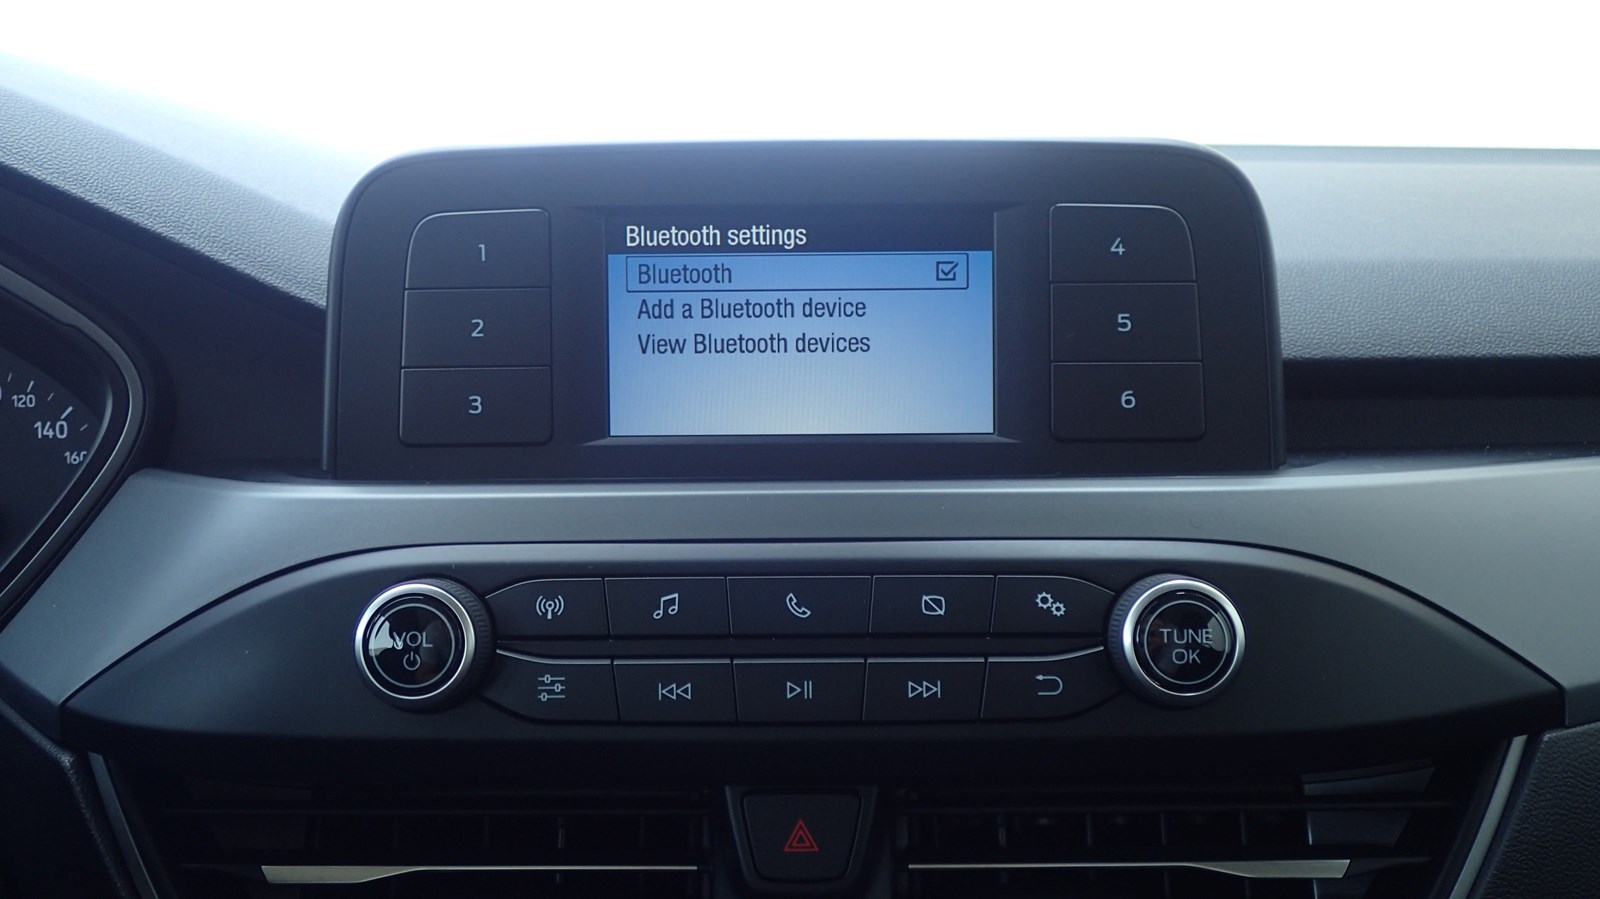 Bluetooth settings
Bluetooth
Add a Bluetooth device
View Bluetooth devices
1
2
3
4
5
6
120
140
160
VOL
TUNE
OK